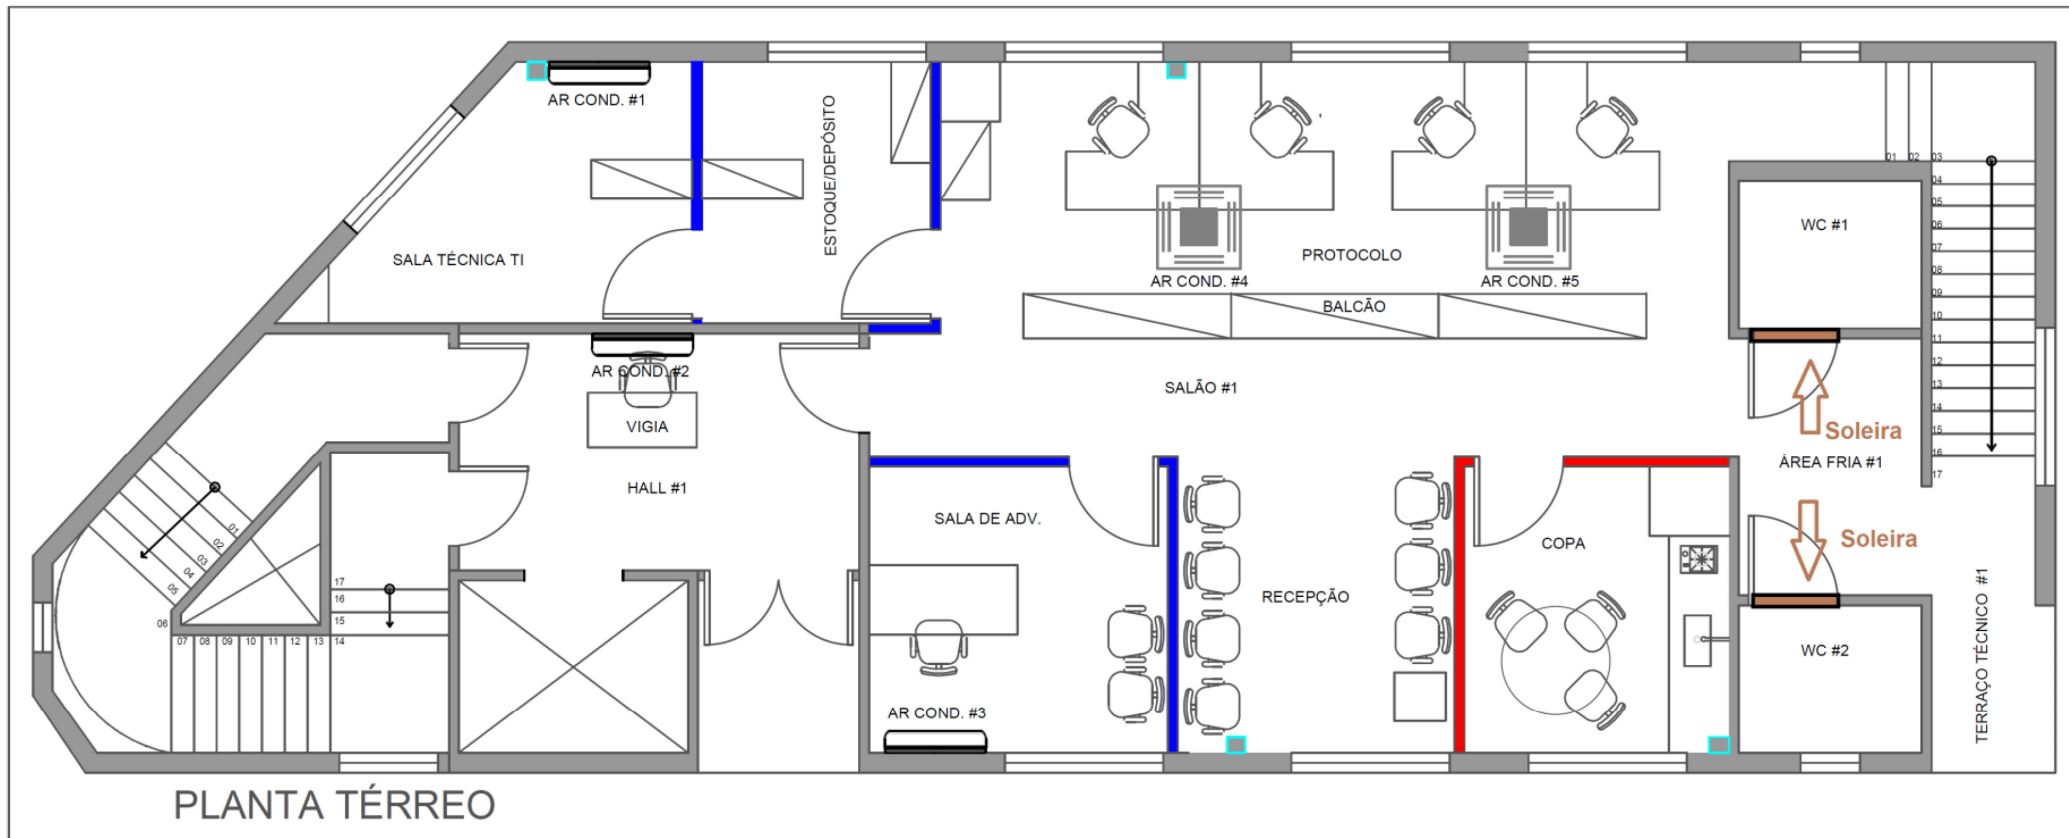 AR COND. #1
ESTOQUE/DEPÓSITO
SALA TÉCNICA TI
AR COND. #4
PROTOCOLO
AR COND. #5
BALCÃO
WC #1
01 02 03
04
05
06
07
08
09
10
11
12
13
14
15
16
17
AR COND. #2
VIGIA
HALL #1
SALÃO #1
Soleira
ÁREA FRIA #1
Soleira
SALA DE ADV.
COPA
RECEPÇÃO
WC #2
TERRAÇO TÉCNICO #1
AR COND. #3
01
02
03
04
05
06
07 08 09 10 11 12 13 14
15
16
17
PLANTA TÉRREO